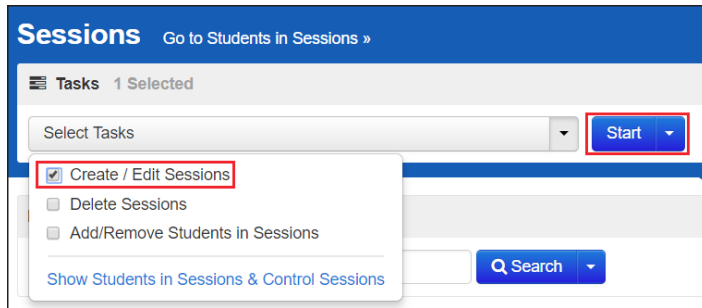 Sessions Go to Students in Sessions »
Tasks 1 Selected
Select Tasks
Start
Create / Edit Sessions
Delete Sessions
Add/Remove Students in Sessions
Search
Show Students in Sessions & Control Sessions